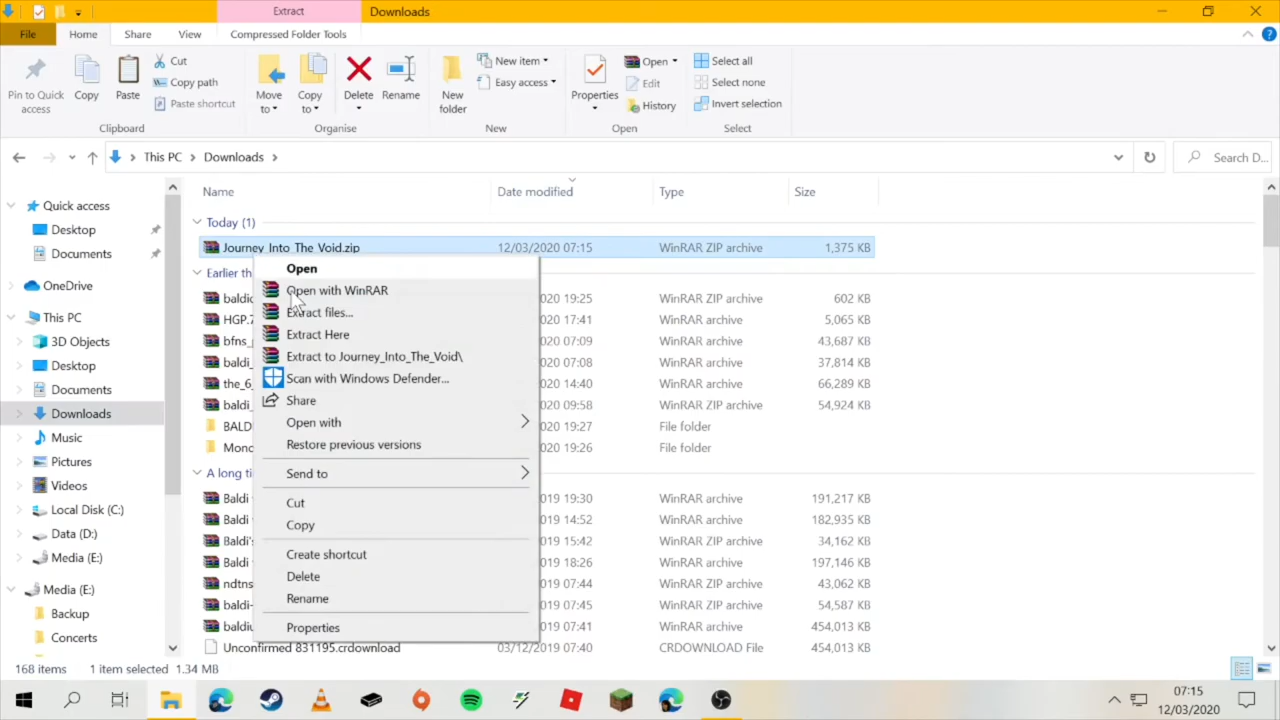 Extract
Downloads
File
Home
Share
View
Compressed Folder Tools
Pin to Quick access
Copy
Paste
Cut
Copy path
Paste shortcut
Clipboard
Move to
Copy to
Delete
Rename
Organise
New folder
New item
Easy access
New
Properties
Open
Edit
History
Open
Select all
Select none
Invert selection
Select
This PC
Downloads
Search D...
Quick access
Desktop
Documents
OneDrive
This PC
3D Objects
Desktop
Documents
Downloads
Music
Pictures
Videos
Local Disk (C:)
Data (D:)
Media (E:)
Media (E:)
Backup
Concerts
Name
Date modified
Type
Size
Today (1)
Journey_Into_The_Void.zip 12/03/2020 07:15 WinRAR ZIP archive 1,375 KB
Earlier th
baldi 020 19:25 WinRAR ZIP archive 602 KB
HGP.7 020 17:41 WinRAR archive 5,065 KB
bfns_ 020 07:09 WinRAR archive 43,687 KB
baldi_ 020 07:08 WinRAR archive 37,814 KB
the_6_ 020 14:40 WinRAR archive 66,289 KB
baldi_ 020 09:58 WinRAR archive 54,924 KB
BALD 020 19:27 File folder
Mono 020 19:26 File folder
A long ti
Baldi 019 19:30 WinRAR archive 191,217 KB
Baldi 019 14:52 WinRAR archive 182,935 KB
Baldi's 019 15:42 WinRAR archive 34,162 KB
Baldi 019 18:26 WinRAR archive 197,146 KB
ndtns 019 07:44 WinRAR archive 43,062 KB
baldi- 019 07:45 WinRAR archive 54,587 KB
baldi 019 07:41 WinRAR archive 454,013 KB
Unconfirmed 831195.crdownload 03/12/2019 07:40 CRDOWNLOAD File 454,013 KB
Open
Open with WinRAR
Extract files...
Extract Here
Extract to Journey_Into_The_Void\
Scan with Windows Defender...
Share
Open with
Restore previous versions
Send to
Cut
Copy
Create shortcut
Delete
Rename
Properties
168 items 1 item selected 1.34 MB
07:15
12/03/2020